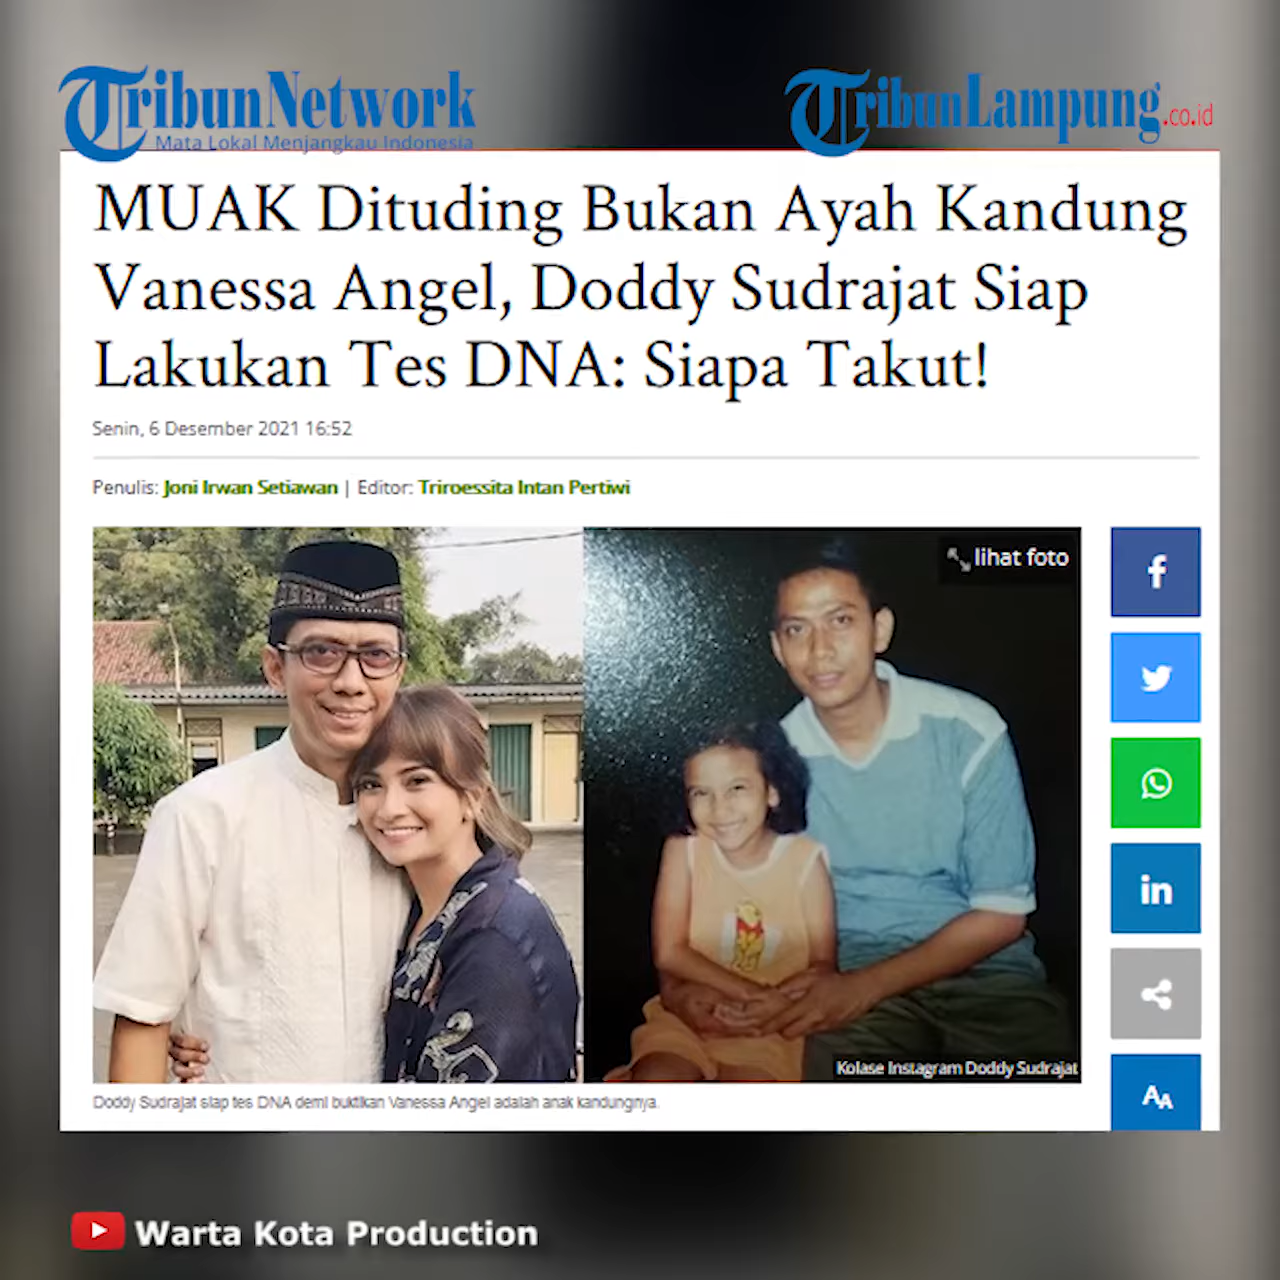 TribunNetwork
Mata Lokal Menjangkau Indonesia
TribunLampung.co.id
MUAK Dituding Bukan Ayah Kandung
Vanessa Angel, Doddy Sudrajat Siap
Lakukan Tes DNA: Siapa Takut!
Senin, 6 Desember 2021 16:52
Penulis: Joni Irwan Setiawan | Editor: Triroessita Intan Pertiwi
lihat foto
Kolase Instagram Doddy Sudrajat
Doddy Sudrajat siap tes DNA demi buktikan Vanessa Angel adalah anak kandungnya.
f
in
AA
Warta Kota Production